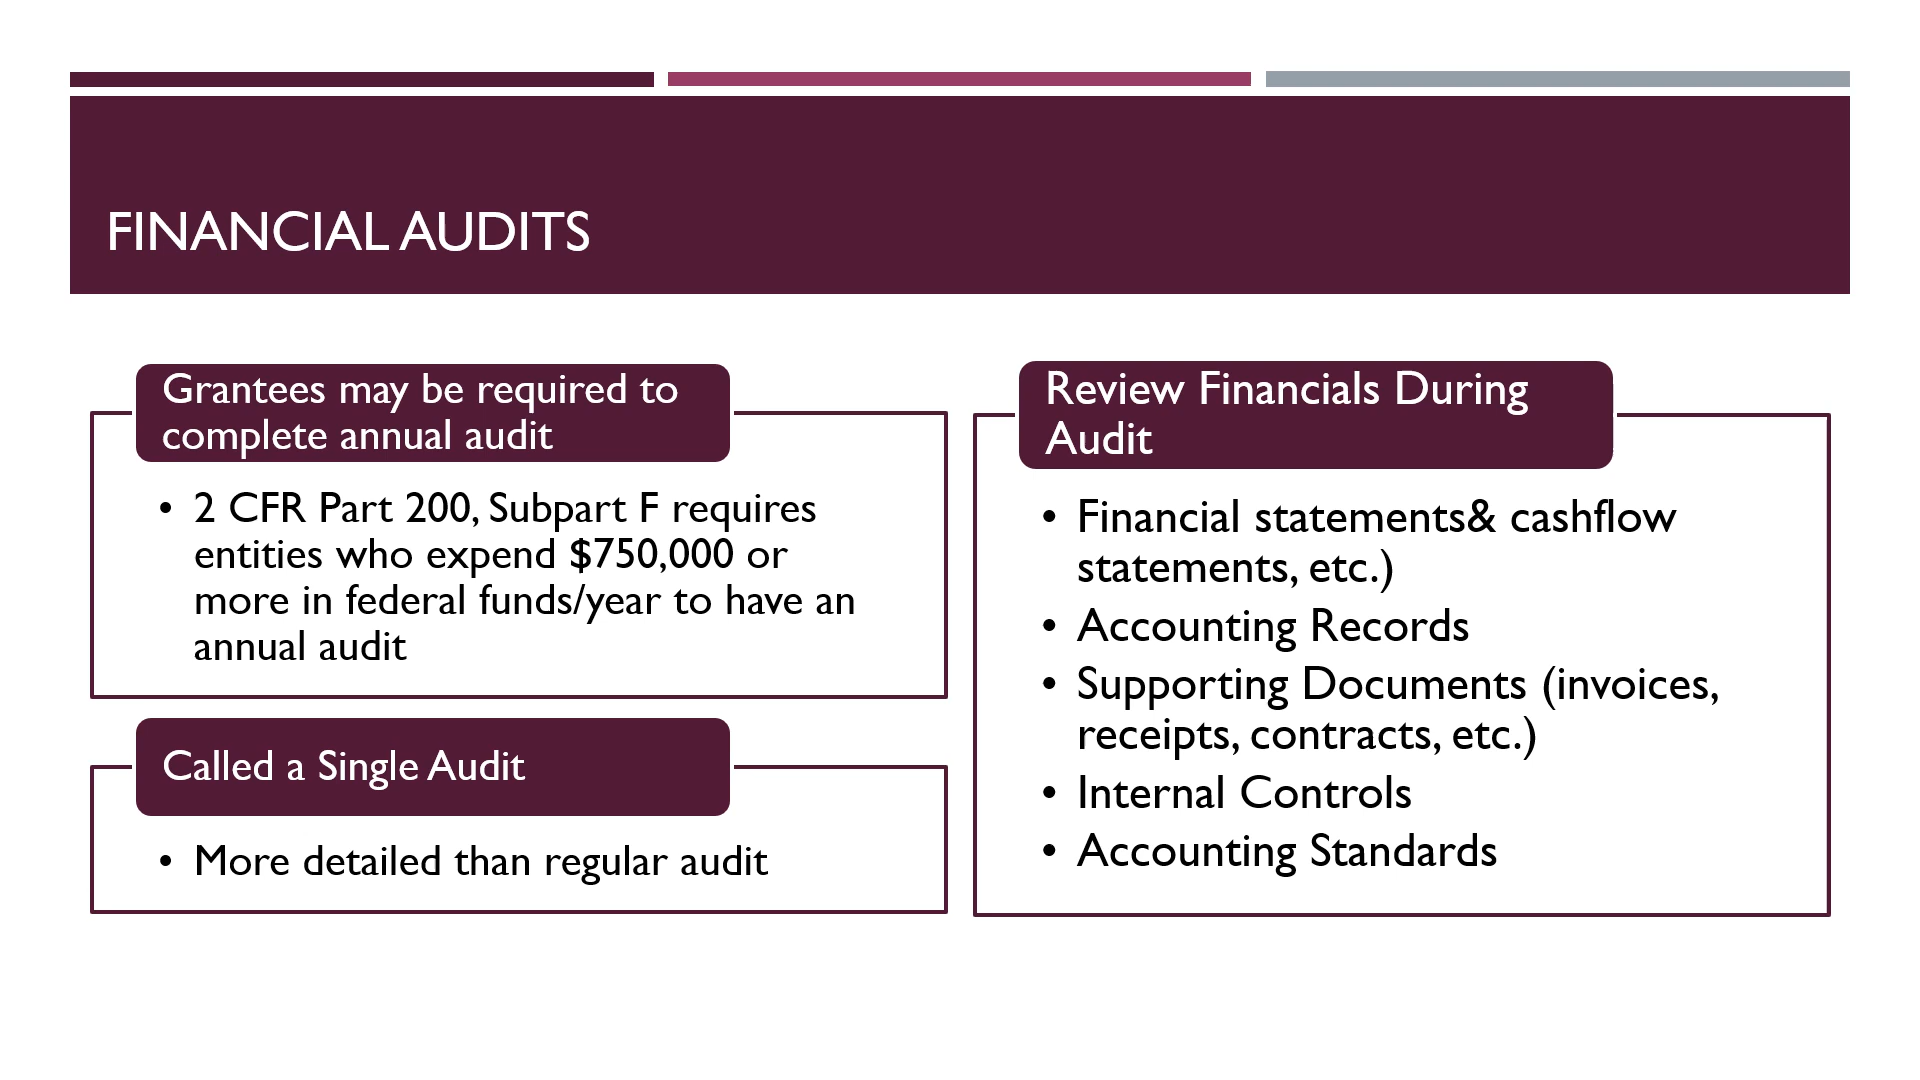 FINANCIAL AUDITS
Grantees may be required to
complete annual audit
• 2 CFR Part 200, Subpart F requires
entities who expend $750,000 or
more in federal funds/year to have an
annual audit
Called a Single Audit
• More detailed than regular audit
Review Financials During
Audit
• Financial statements& cashflow
statements, etc.)
• Accounting Records
• Supporting Documents (invoices,
receipts, contracts, etc.)
• Internal Controls
• Accounting Standards